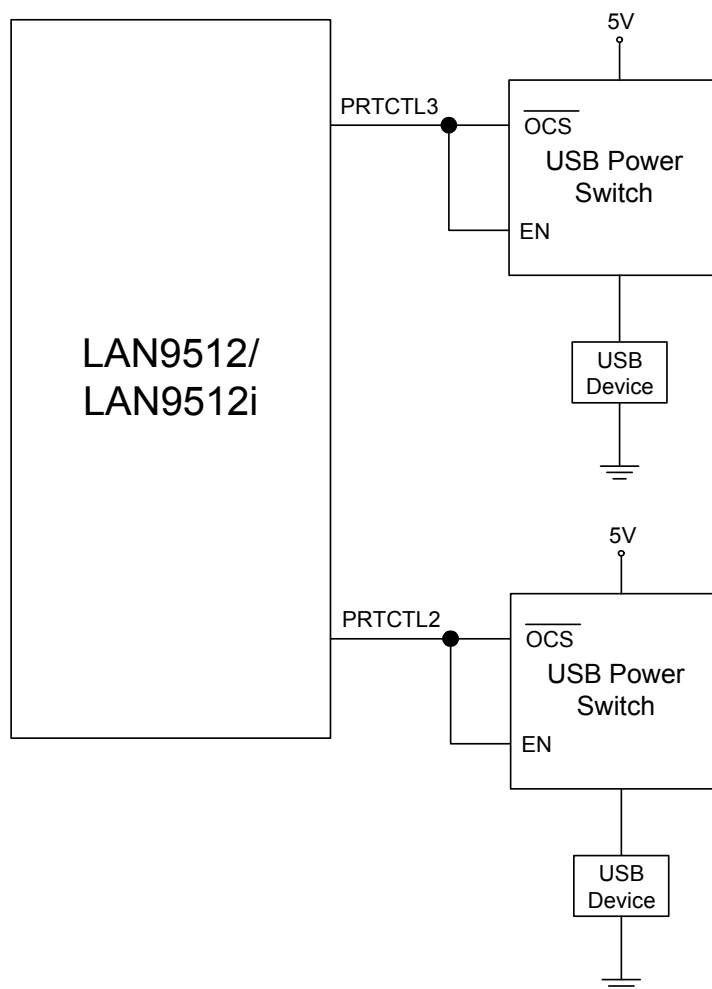 5V
PRTCTL3
OCS
USB Power
Switch
EN
LAN9512/
LAN9512i
USB
Device
5V
PRTCTL2
OCS
USB Power
Switch
EN
USB
Device